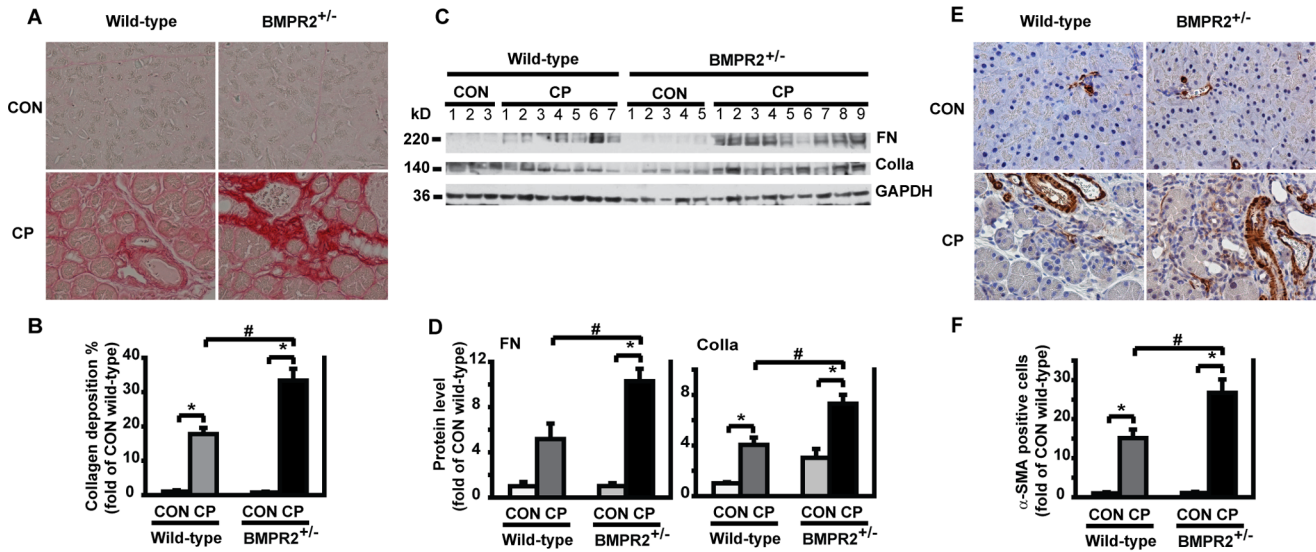 A
Wild-type BMPR2+/-
CON
CP
B
Collagen deposition %
(fold of CON wild-type)
40
30
20
10
0
#
*
*
CON CP CON CP
Wild-type BMPR2+/-
C
Wild-type BMPR2+/-
CON CP CON CP
kD 1 2 3 1 2 3 4 5 6 7 1 2 3 4 5 1 2 3 4 5 6 7 8 9
220 FN
140 Colla
36 GAPDH
D
Protein level
(fold of CON wild-type)
FN
12
8
4
0
#
*
CON CP CON CP
Wild-type BMPR2+/-
Colla
8
4
0
#
*
*
CON CP CON CP
Wild-type BMPR2+/-
E
Wild-type BMPR2+/-
CON
CP
F
α-SMA positive cells
(fold of CON wild-type)
30
20
10
0
#
*
*
CON CP CON CP
Wild-type BMPR2+/-